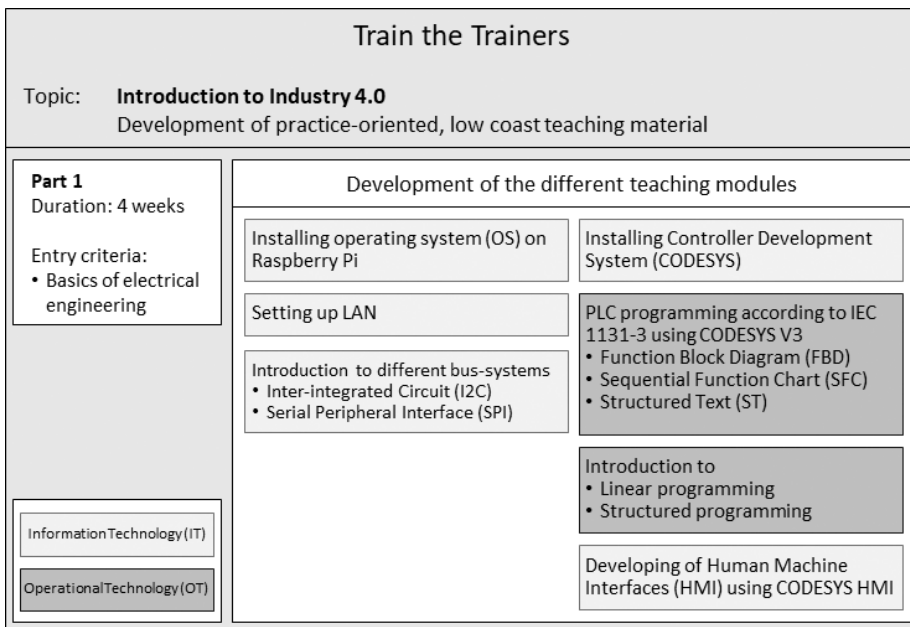 Train the Trainers
Topic: Introduction to Industry 4.0
Development of practice-oriented, low coast teaching material
Part 1
Duration: 4 weeks
Entry criteria:
• Basics of electrical
engineering
Development of the different teaching modules
Installing operating system (OS) on
Raspberry Pi
Setting up LAN
Introduction to different bus-systems
• Inter-integrated Circuit (I2C)
• Serial Peripheral Interface (SPI)
Installing Controller Development
System (CODESYS)
PLC programming according to IEC
1131-3 using CODESYS V3
• Function Block Diagram (FBD)
• Sequential Function Chart (SFC)
• Structured Text (ST)
Introduction to
• Linear programming
• Structured programming
Developing of Human Machine
Interfaces (HMI) using CODESYS HMI
Information Technology (IT)
Operational Technology (OT)